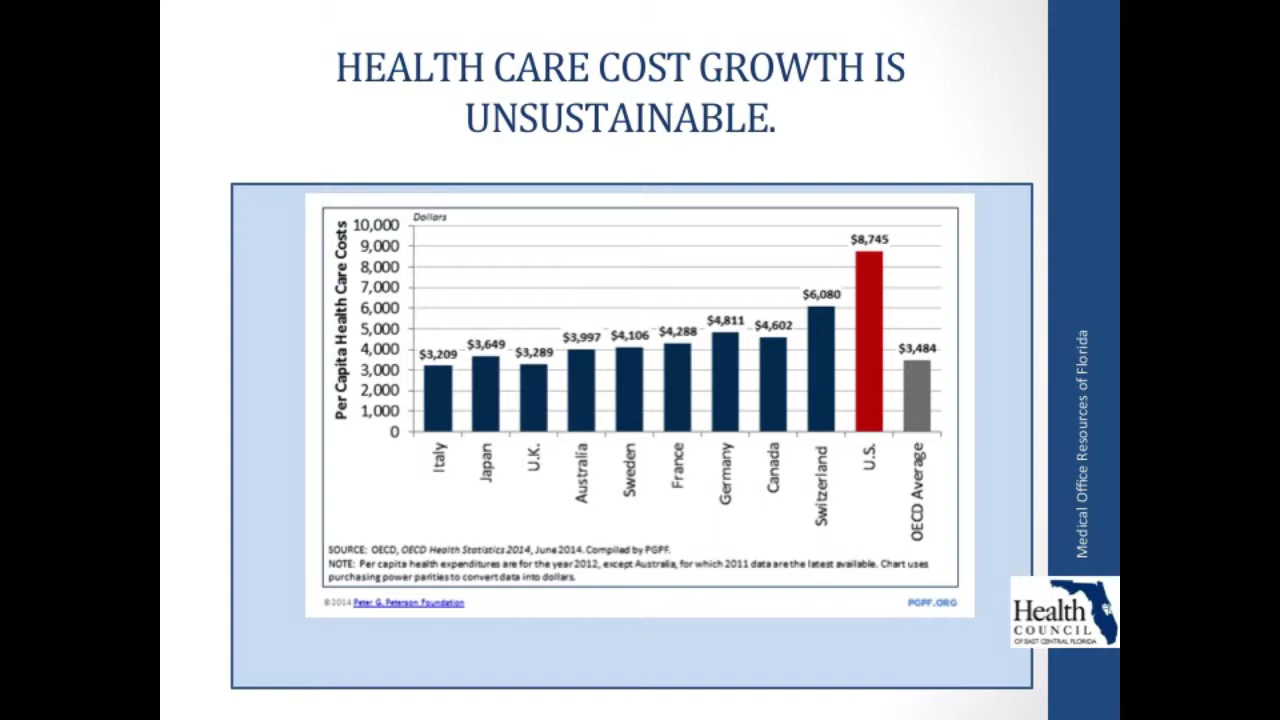 HEALTH CARE COST GROWTH IS
UNSUSTAINABLE.
Dollars
Per Capita Health Care Costs
10,000
9,000
8,000
7,000
6,000
5,000
4,000
3,000
2,000
1,000
0
$3,209
$3,649
$3,289
$3,997
$4,106
$4,288
$4,811
$4,602
$6,080
$8,745
$3,484
Italy
Japan
U.K.
Australia
Sweden
France
Germany
Canada
Switzerland
U.S.
OECD Average
SOURCE: OECD, OECD Health Statistics 2014, June 2014. Compiled by PGPF.
NOTE: Per capita health expenditures are for the year 2012, except Australia, for which 2011 data are the latest available. Chart uses
purchasing power parities to convert data into dollars.
© 2014 Peter G. Peterson Foundation
PGPF.ORG
Medical Office Resources of Florida
Health
COUNCIL
OF EAST CENTRAL FLORIDA